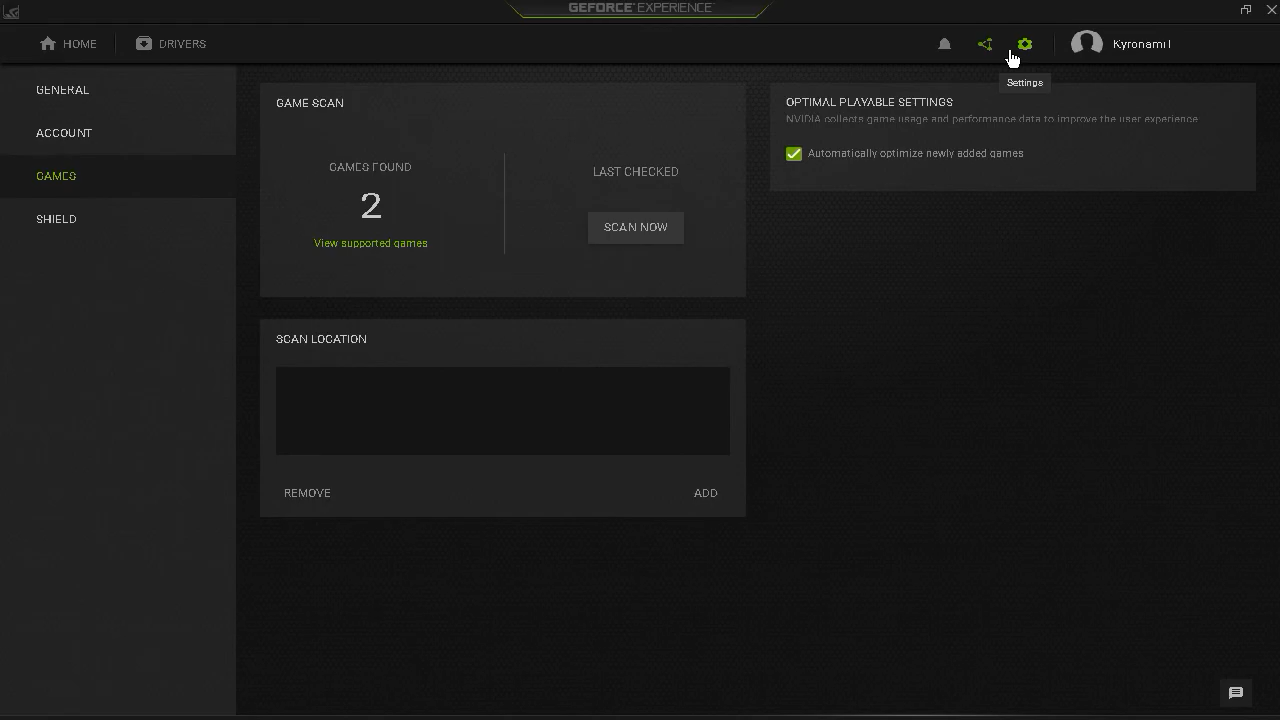 GEFORCE EXPERIENCE
HOME
DRIVERS
Kyronami1
Settings
GENERAL
ACCOUNT
GAMES
SHIELD
GAME SCAN
GAMES FOUND
2
View supported games
LAST CHECKED
SCAN NOW
SCAN LOCATION
REMOVE
ADD
OPTIMAL PLAYABLE SETTINGS
NVIDIA collects game usage and performance data to improve the user experience
Automatically optimize newly added games